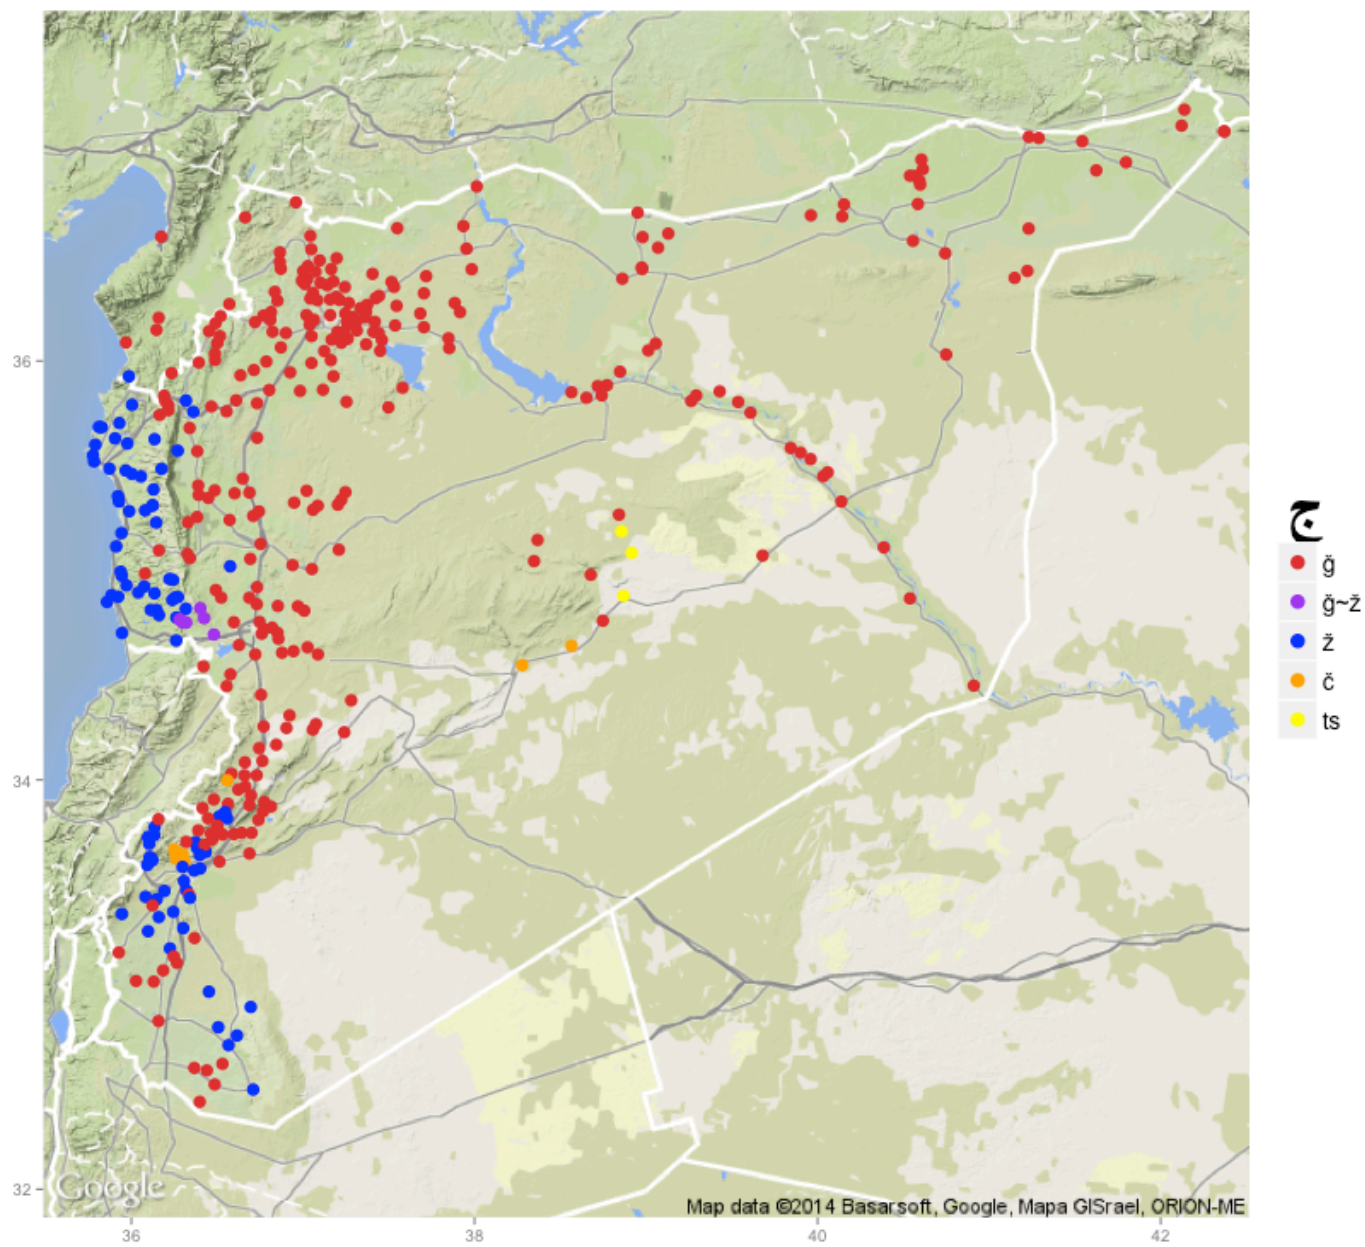 36
34
32
36
38
40
42
Google
Map data ©2014 Basarsoft, Google, Mapa GISrael, ORION-ME
ج
ğ
ğ~ž
ž
č
ts